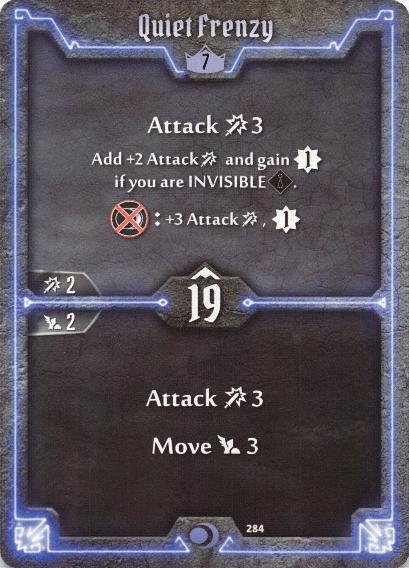 Quiet Frenzy
7
Attack 3
Add +2 Attack and gain 1
if you are INVISIBLE .
: +3 Attack , 1
2
19
2
Attack 3
Move 3
284